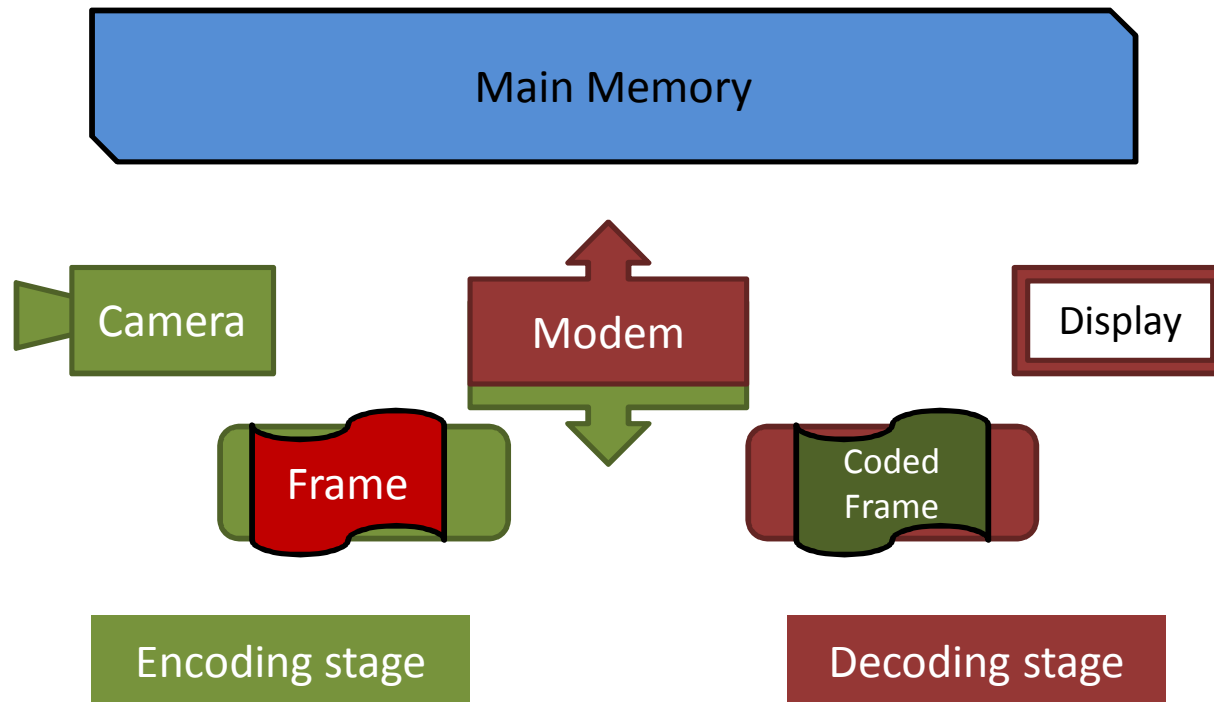 Main Memory
Camera
Modem
Display
Frame
Coded
Frame
Encoding stage
Decoding stage